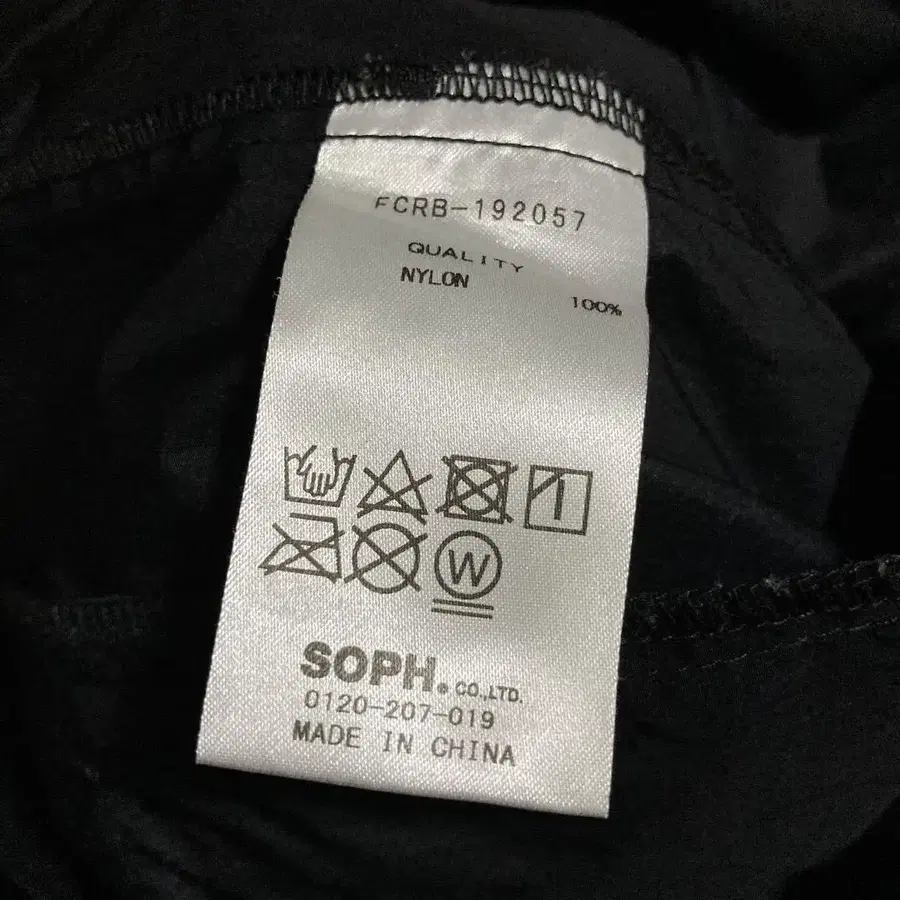 FCRB-192057
QUALITY
NYLON 100%
W
SOPH. CO.,LTD.
0120-207-019
MADE IN CHINA